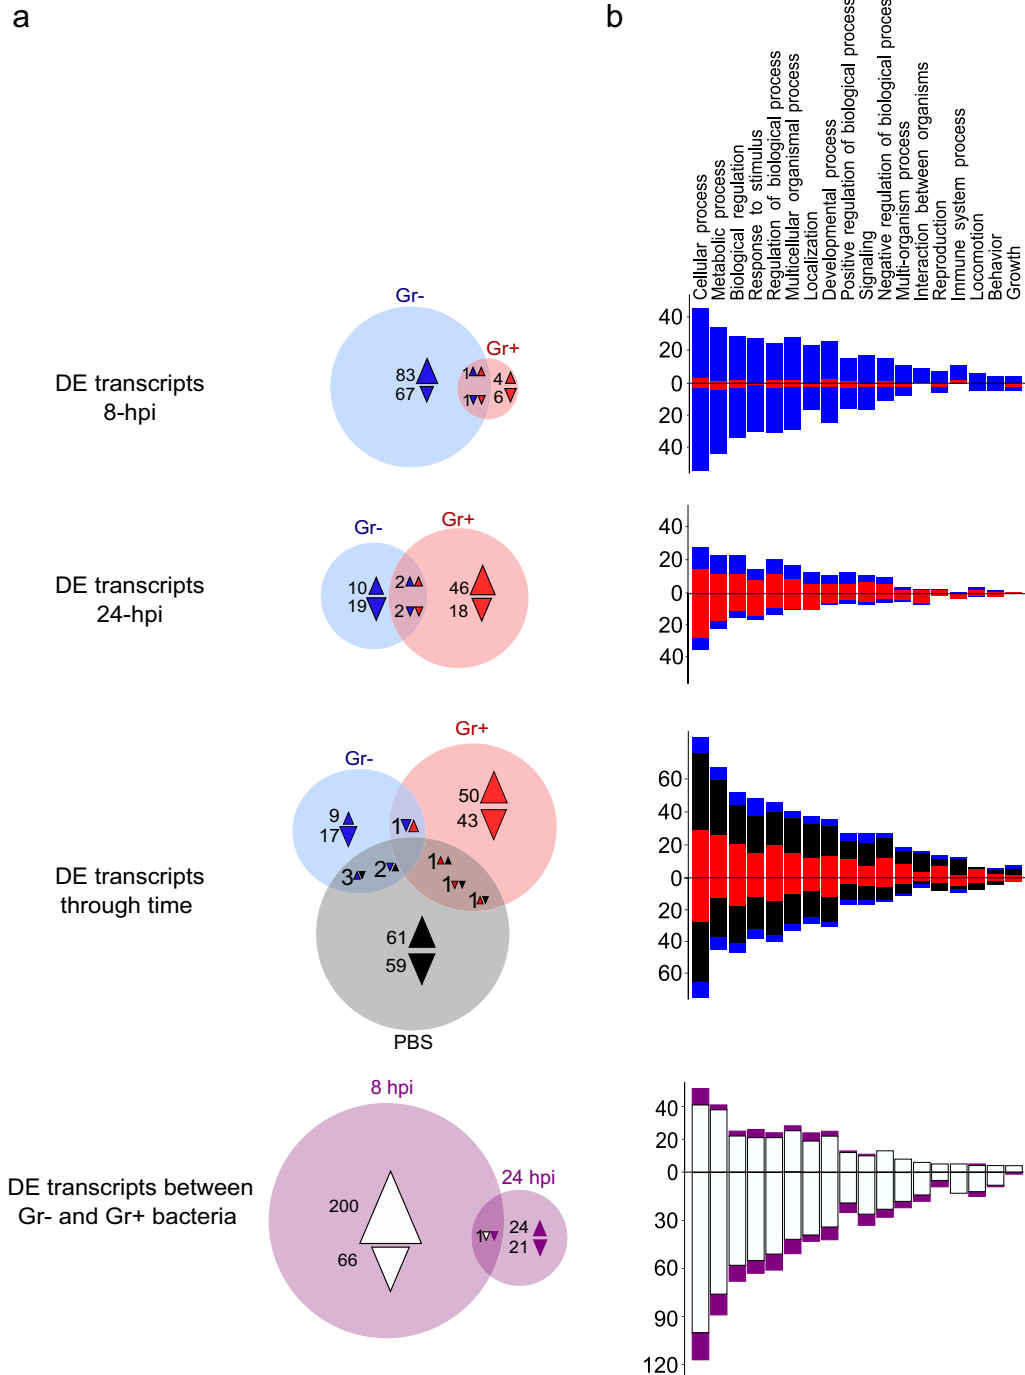 a
b
Cellular process
Metabolic process
Biological regulation
Response to stimulus
Regulation of biological process
Multicellular organismal process
Localization
Developmental process
Positive regulation of biological process
Signaling
Negative regulation of biological process
Multi-organism process
Interaction between organisms
Reproduction
Immune system process
Locomotion
Behavior
Growth
DE transcripts
8-hpi
Gr-
Gr+
83
67
1
1
4
6
40
20
0
20
40
DE transcripts
24-hpi
Gr-
Gr+
10
19
2
2
46
18
40
20
0
20
40
DE transcripts
through time
Gr-
Gr+
9
17
1
50
43
3
2
1
1
1
61
59
PBS
60
40
20
0
20
40
60
DE transcripts between
Gr- and Gr+ bacteria
8 hpi
24 hpi
200
66
1
24
21
40
20
0
30
60
90
120